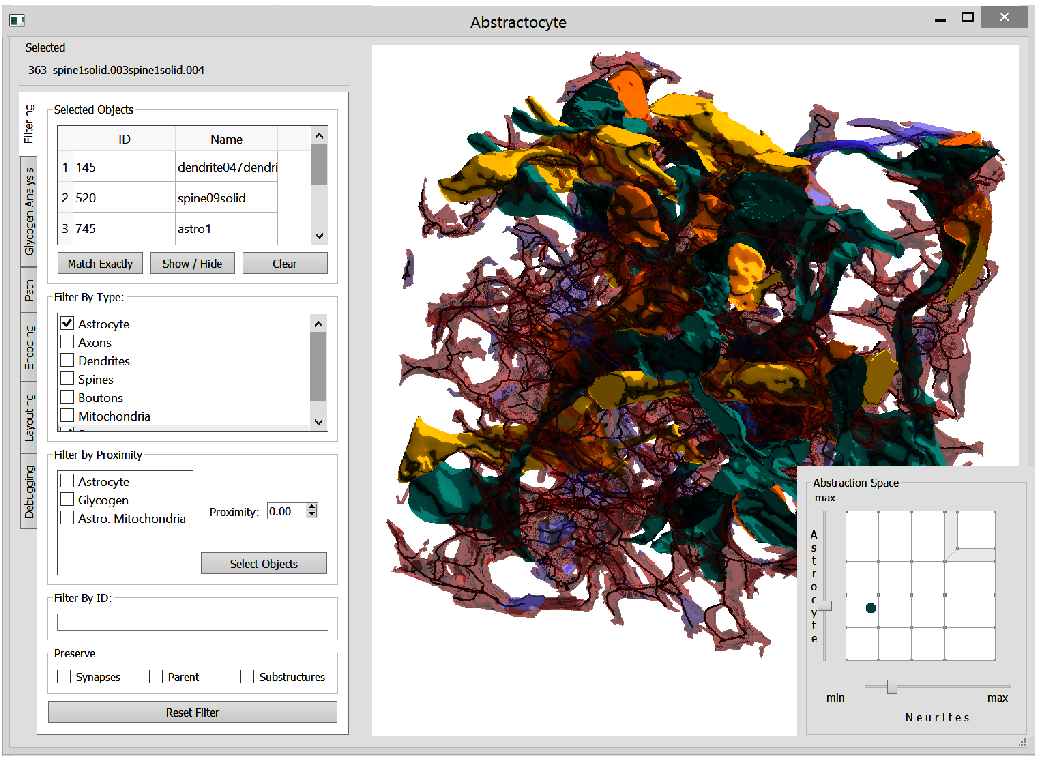 Abstractocyte
Selected
363 spine1solid.003spine1solid.004
Filtering
Glycogen Analysis
Path
Encoding
Layouting
Debugging
Selected Objects
ID Name
1 145 dendrite047dendri
2 520 spine09solid
3 745 astro1
Match Exactly Show / Hide Clear
Filter By Type:
Astrocyte
Axons
Dendrites
Spines
Boutons
Mitochondria
Filter by Proximity
Astrocyte
Glycogen
Astro. Mitochondria
Proximity: 0.00
Select Objects
Filter By ID:
Preserve
Synapses Parent Substructures
Reset Filter
Abstraction Space
max
Astrocyte
min max
Neurites